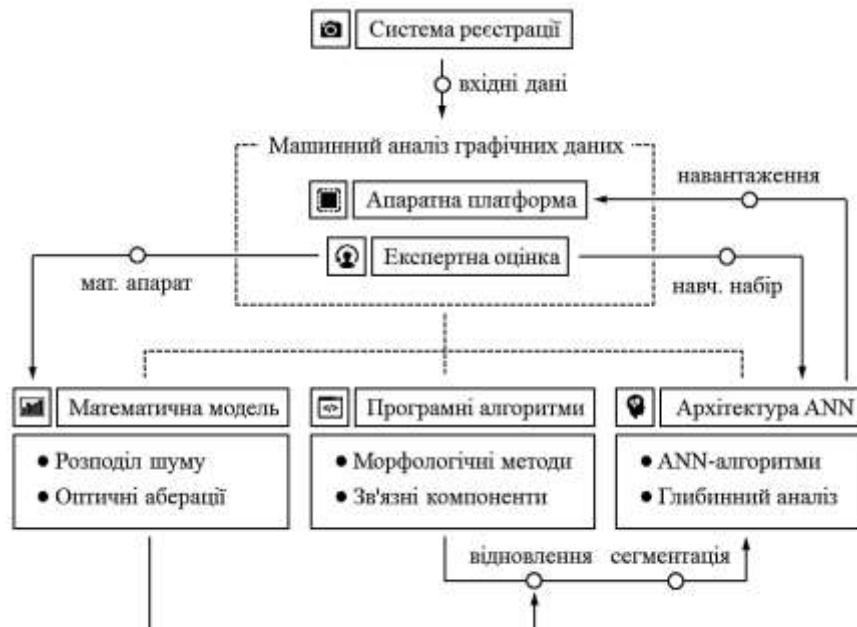 Система реєстрації
вхідні дані
Машинний аналіз графічних даних
навантаження
Апаратна платформа
Експертна оцінка
мат. апарат
навч. набір
Математична модель
Програмні алгоритми
Архітектура ANN
● Розподіл шуму
● Оптичні аберації
● Морфологічні методи
● Зв'язні компоненти
● ANN-алгоритми
● Глибинний аналіз
відновлення
сегментація